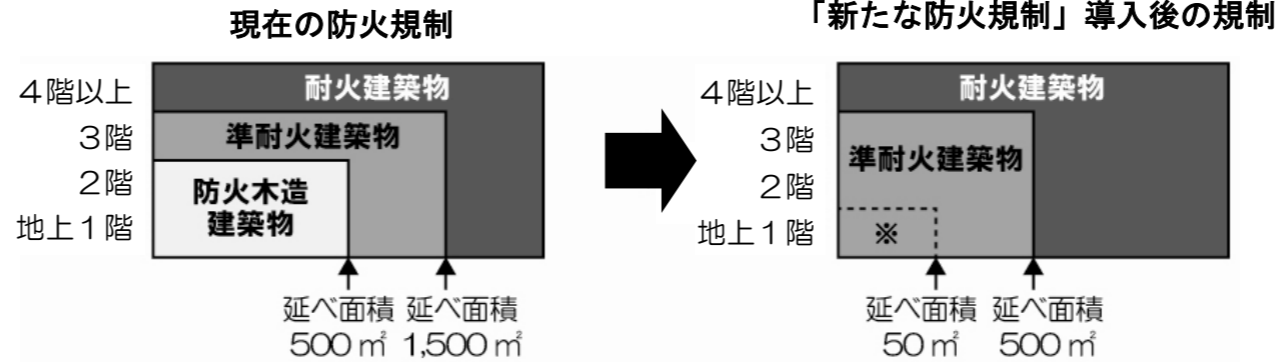 現在の防火規制
４階以上
３階
２階
地上１階
耐火建築物
準耐火建築物
防火木造
建築物
延べ面積 延べ面積
500㎡ 1,500㎡
「新たな防火規制」導入後の規制
４階以上
３階
２階
地上１階
耐火建築物
準耐火建築物
※
延べ面積 延べ面積
50㎡ 500㎡